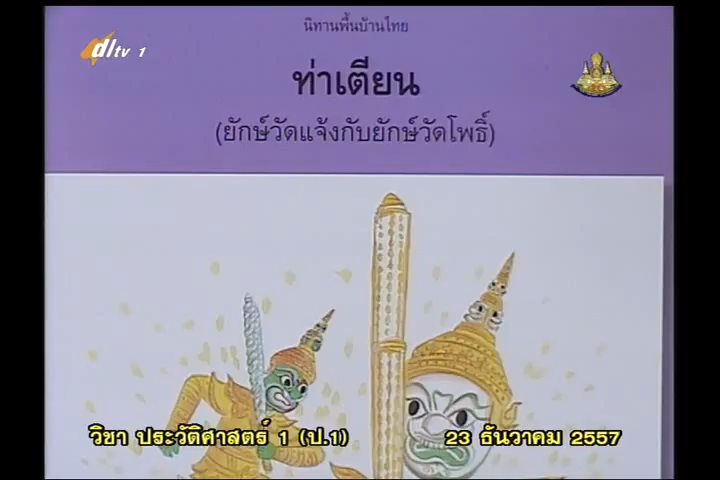 นิทานพื้นบ้านไทย
dltv 1
ท่าเตียน
(ยักษ์วัดแจ้งกับยักษ์วัดโพธิ์)
วิชา ประวัติศาสตร์ 1 (ป.1)
23 ธันวาคม 2557